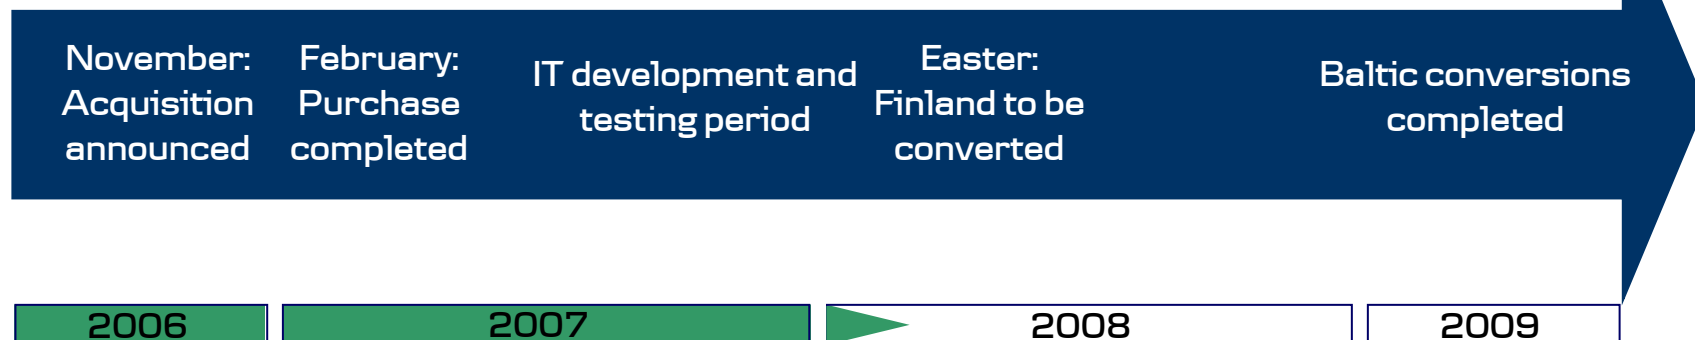 November:
Acquisition
announced
February:
Purchase
completed
IT development and
testing period
Easter:
Finland to be
converted
Baltic conversions
completed
2006
2007
2008
2009